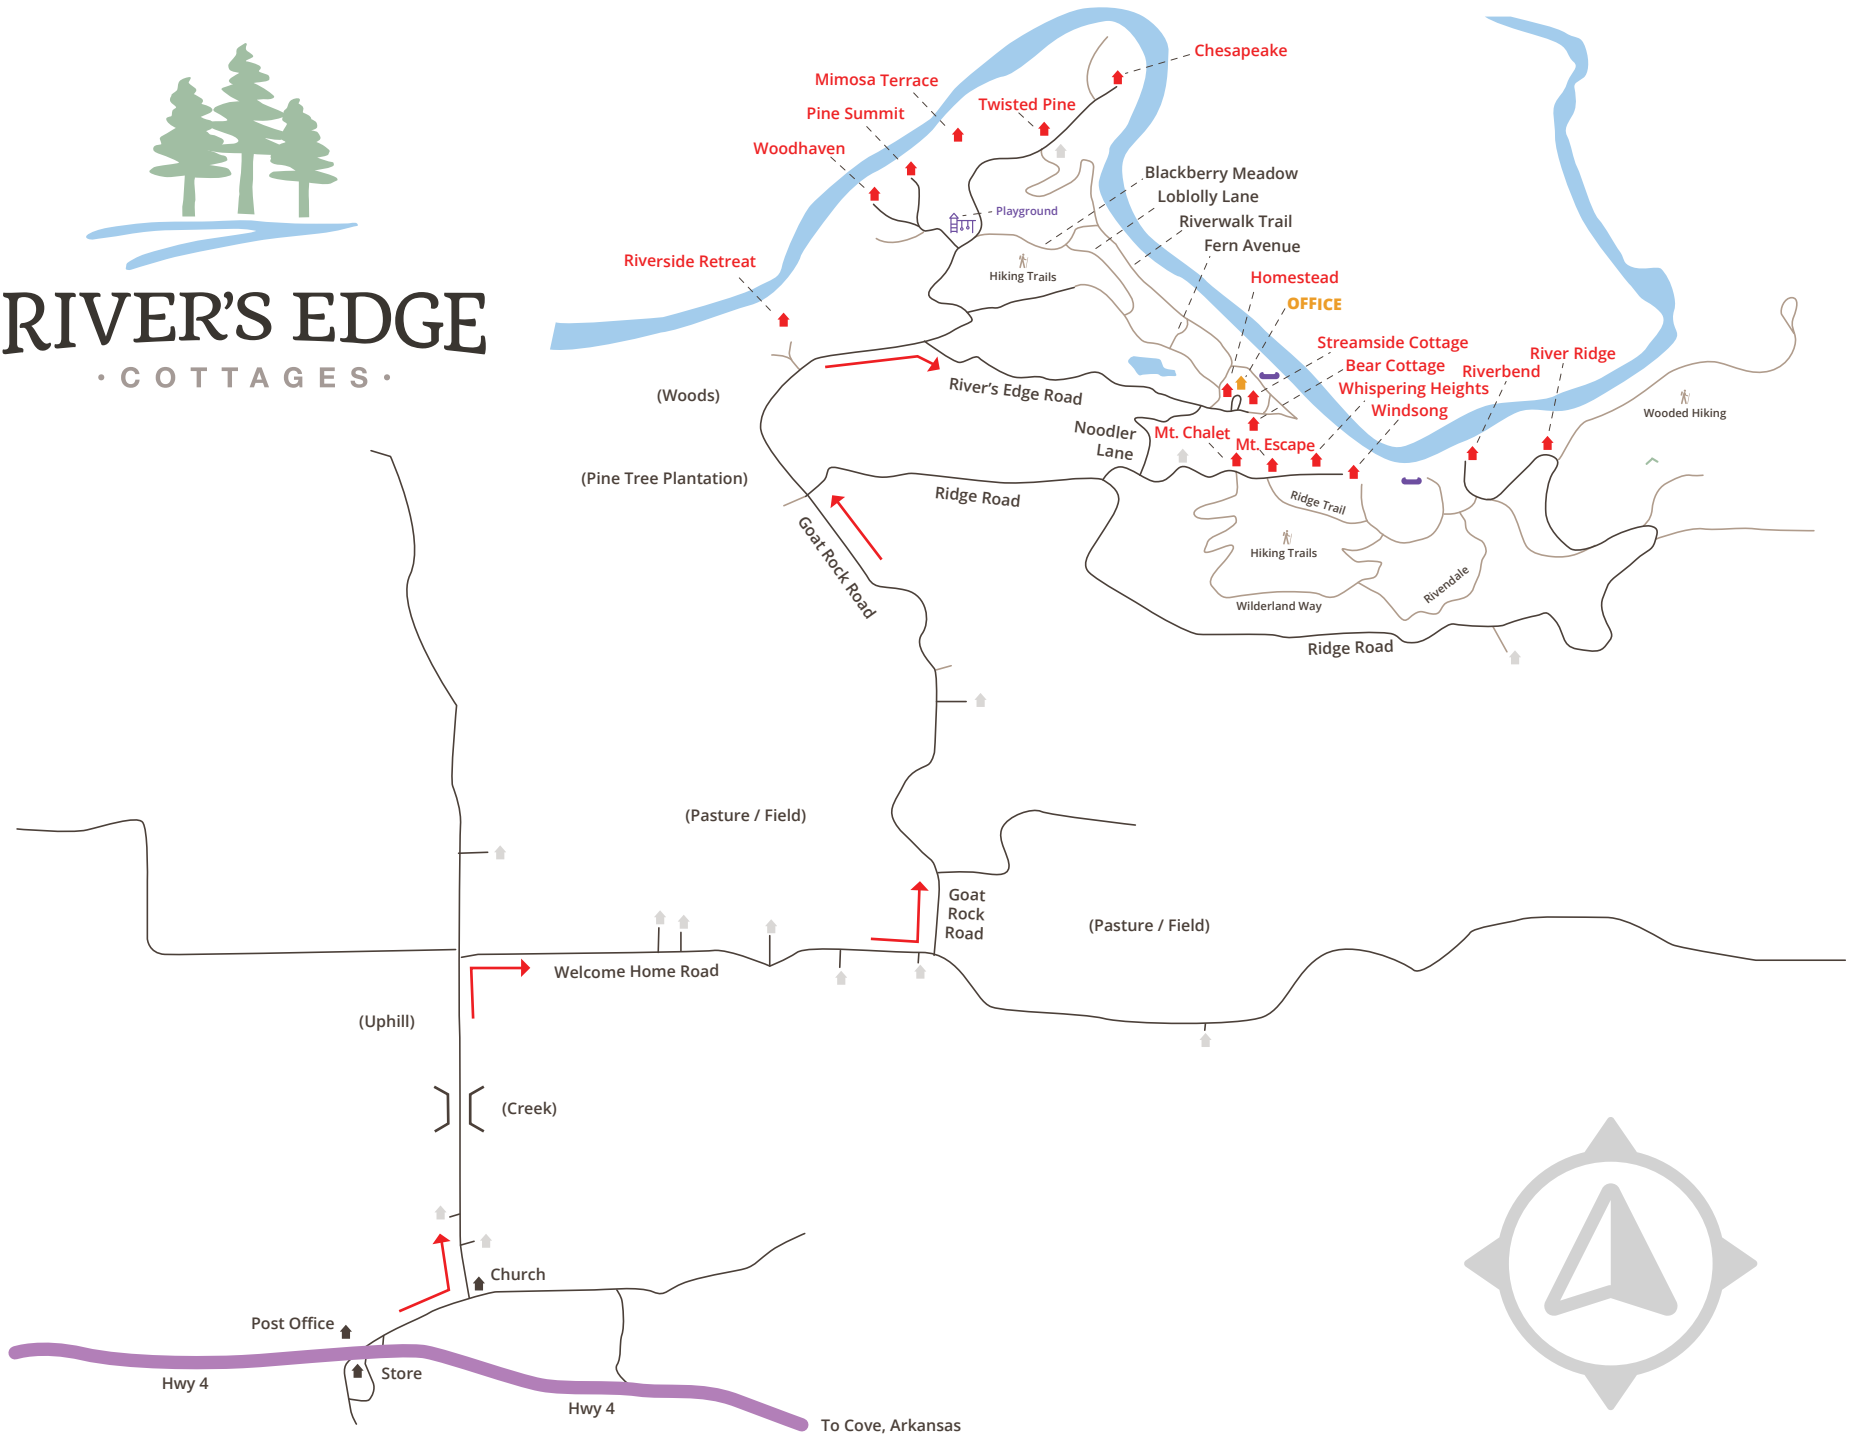 RIVER'S EDGE
• COTTAGES •
Chesapeake
Mimosa Terrace
Twisted Pine
Pine Summit
Woodhaven
Blackberry Meadow
Loblolly Lane
Playground
Riverwalk Trail
Fern Avenue
Riverside Retreat
Hiking Trails
Homestead
OFFICE
Streamside Cottage
River Ridge
Bear Cottage
Riverbend
Whispering Heights
River's Edge Road
(Woods)
Windsong
Wooded Hiking
Noodler
Lane
Mt. Chalet
Mt. Escape
(Pine Tree Plantation)
Ridge Road
Ridge Trail
Goat Rock Road
Hiking Trails
Rivendale
Wilderland Way
Ridge Road
(Pasture / Field)
Goat
Rock
Road
(Pasture / Field)
Welcome Home Road
(Uphill)
(Creek)
Church
Post Office
Store
Hwy 4
Hwy 4
To Cove, Arkansas